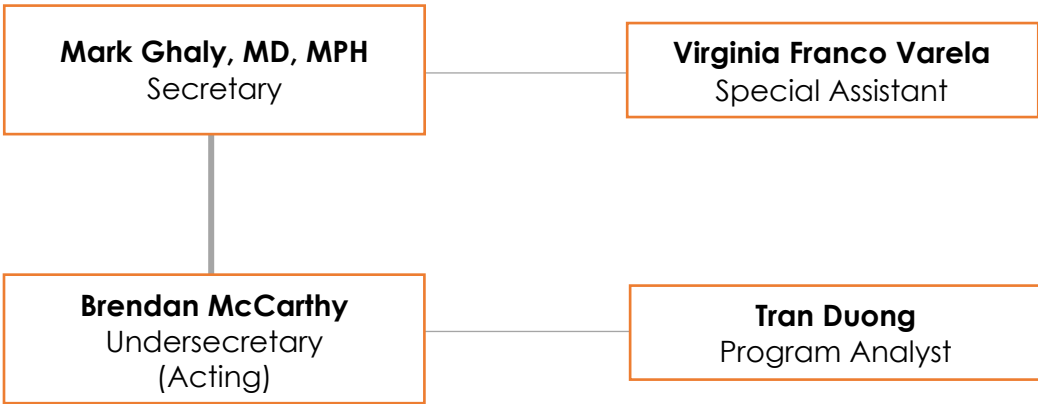 Mark Ghaly, MD, MPH
Secretary
Virginia Franco Varela
Special Assistant
Brendan McCarthy
Undersecretary
(Acting)
Tran Duong
Program Analyst